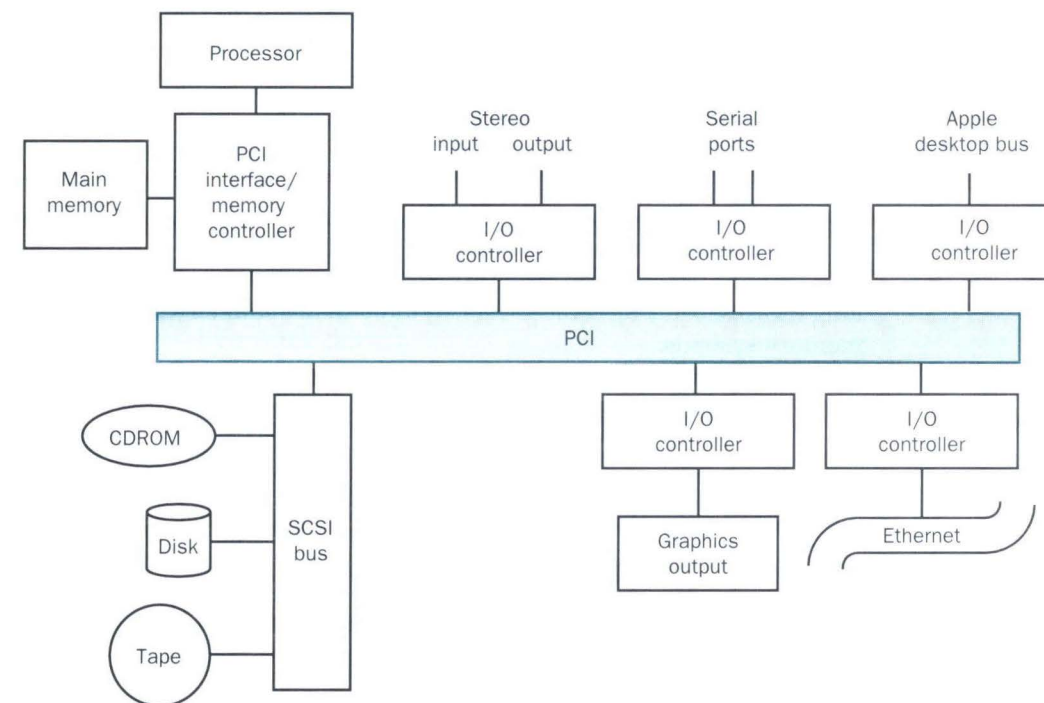 Processor
PCI
interface/
memory
controller
Main
memory
Stereo
input output
I/O
controller
Serial
ports
I/O
controller
Apple
desktop bus
I/O
controller
PCI
CDROM
Disk
Tape
SCSI
bus
I/O
controller
Graphics
output
I/O
controller
Ethernet